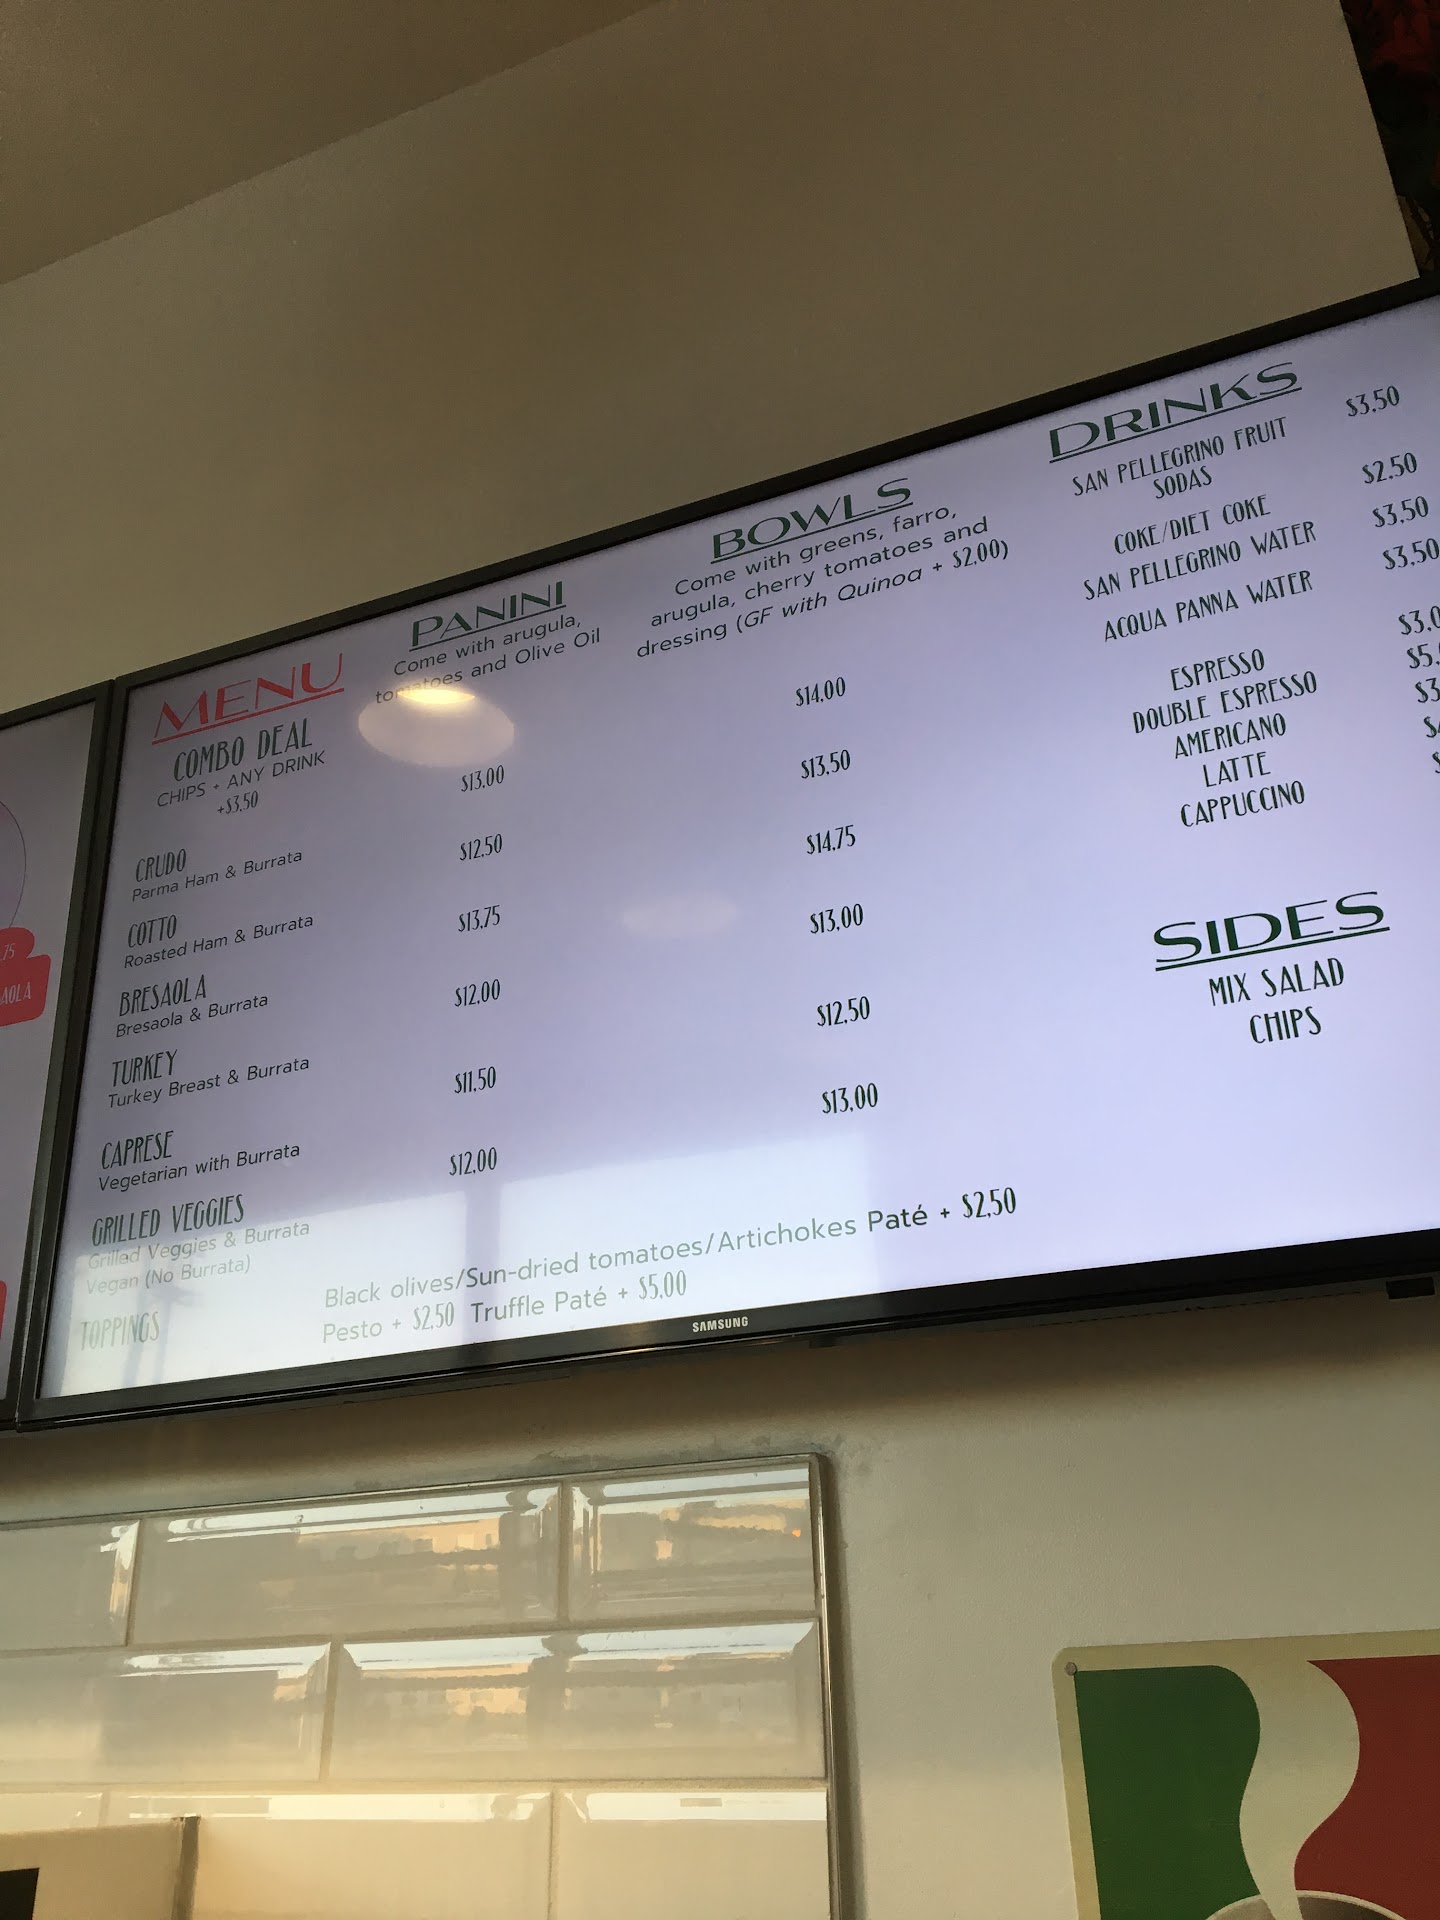 MENU
COMBO DEAL
CHIPS + ANY DRINK
+$3.50
PANINI
Come with arugula,
tomatoes and Olive Oil
BOWLS
Come with greens, farro,
arugula, cherry tomatoes and
dressing (GF with Quinoa + $2.00)
CRUDO $13.00 $14.00
Parma Ham & Burrata
COTTO $12.50 $13.50
Roasted Ham & Burrata
BRESAOLA $13.75 $14.75
Bresaola & Burrata
TURKEY $12.00 $13.00
Turkey Breast & Burrata
CAPRESE $11.50 $12.50
Vegetarian with Burrata
GRILLED VEGGIES $12.00 $13.00
Grilled Veggies & Burrata
Vegan (No Burrata)
TOPPINGS
Black olives/Sun-dried tomatoes/Artichokes Paté + $2.50
Pesto + $2.50 Truffle Paté + $5.00
DRINKS
SAN PELLEGRINO FRUIT $3.50
SODAS
COKE/DIET COKE $2.50
SAN PELLEGRINO WATER $3.50
ACQUA PANNA WATER $3.50
ESPRESSO $3.0
DOUBLE ESPRESSO $5.
AMERICANO $3
LATTE
CAPPUCCINO
SIDES
MIX SALAD
CHIPS
SAMSUNG
.75
AOLA